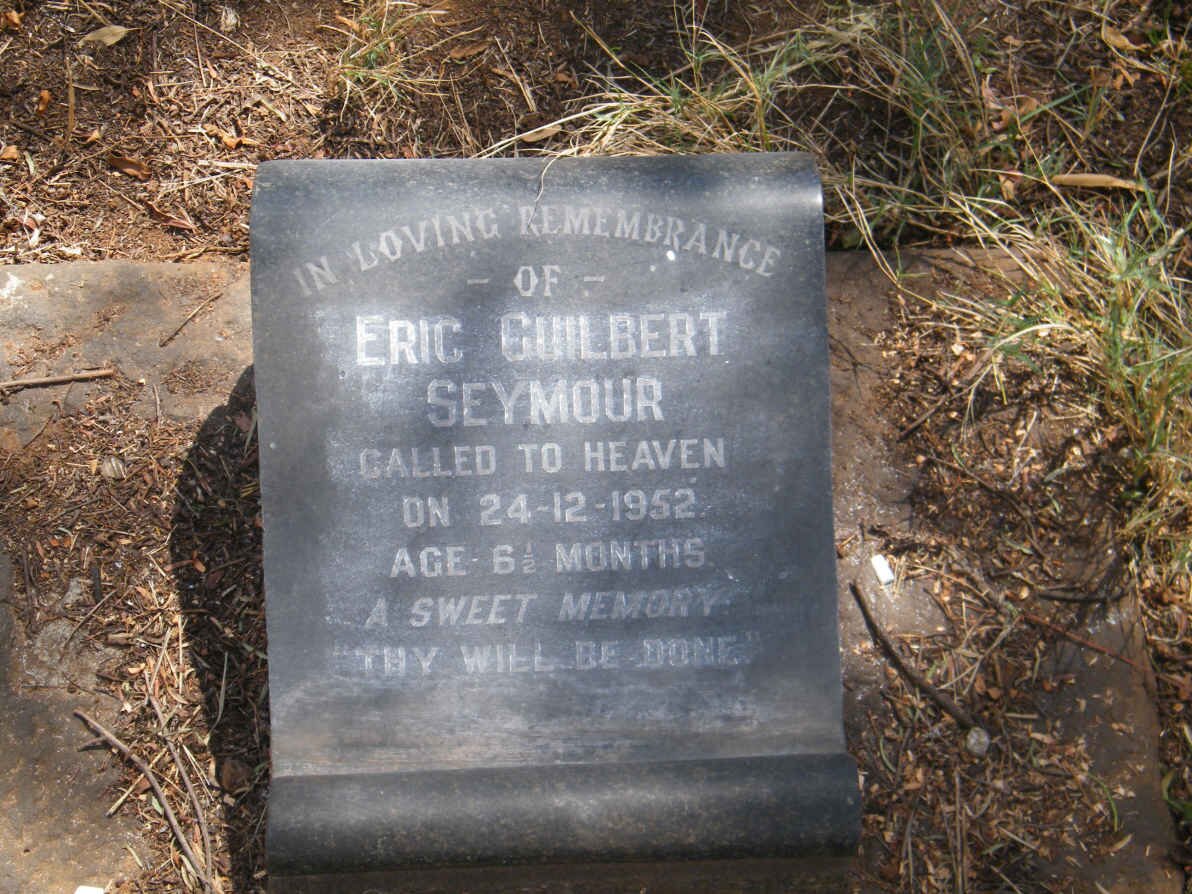 IN LOVING REMEMBRANCE
- OF -
ERIC GUILBERT
SEYMOUR
CALLED TO HEAVEN
ON 24-12-1952.
AGE 6½ MONTHS.
A SWEET MEMORY
"THY WILL BE DONE"